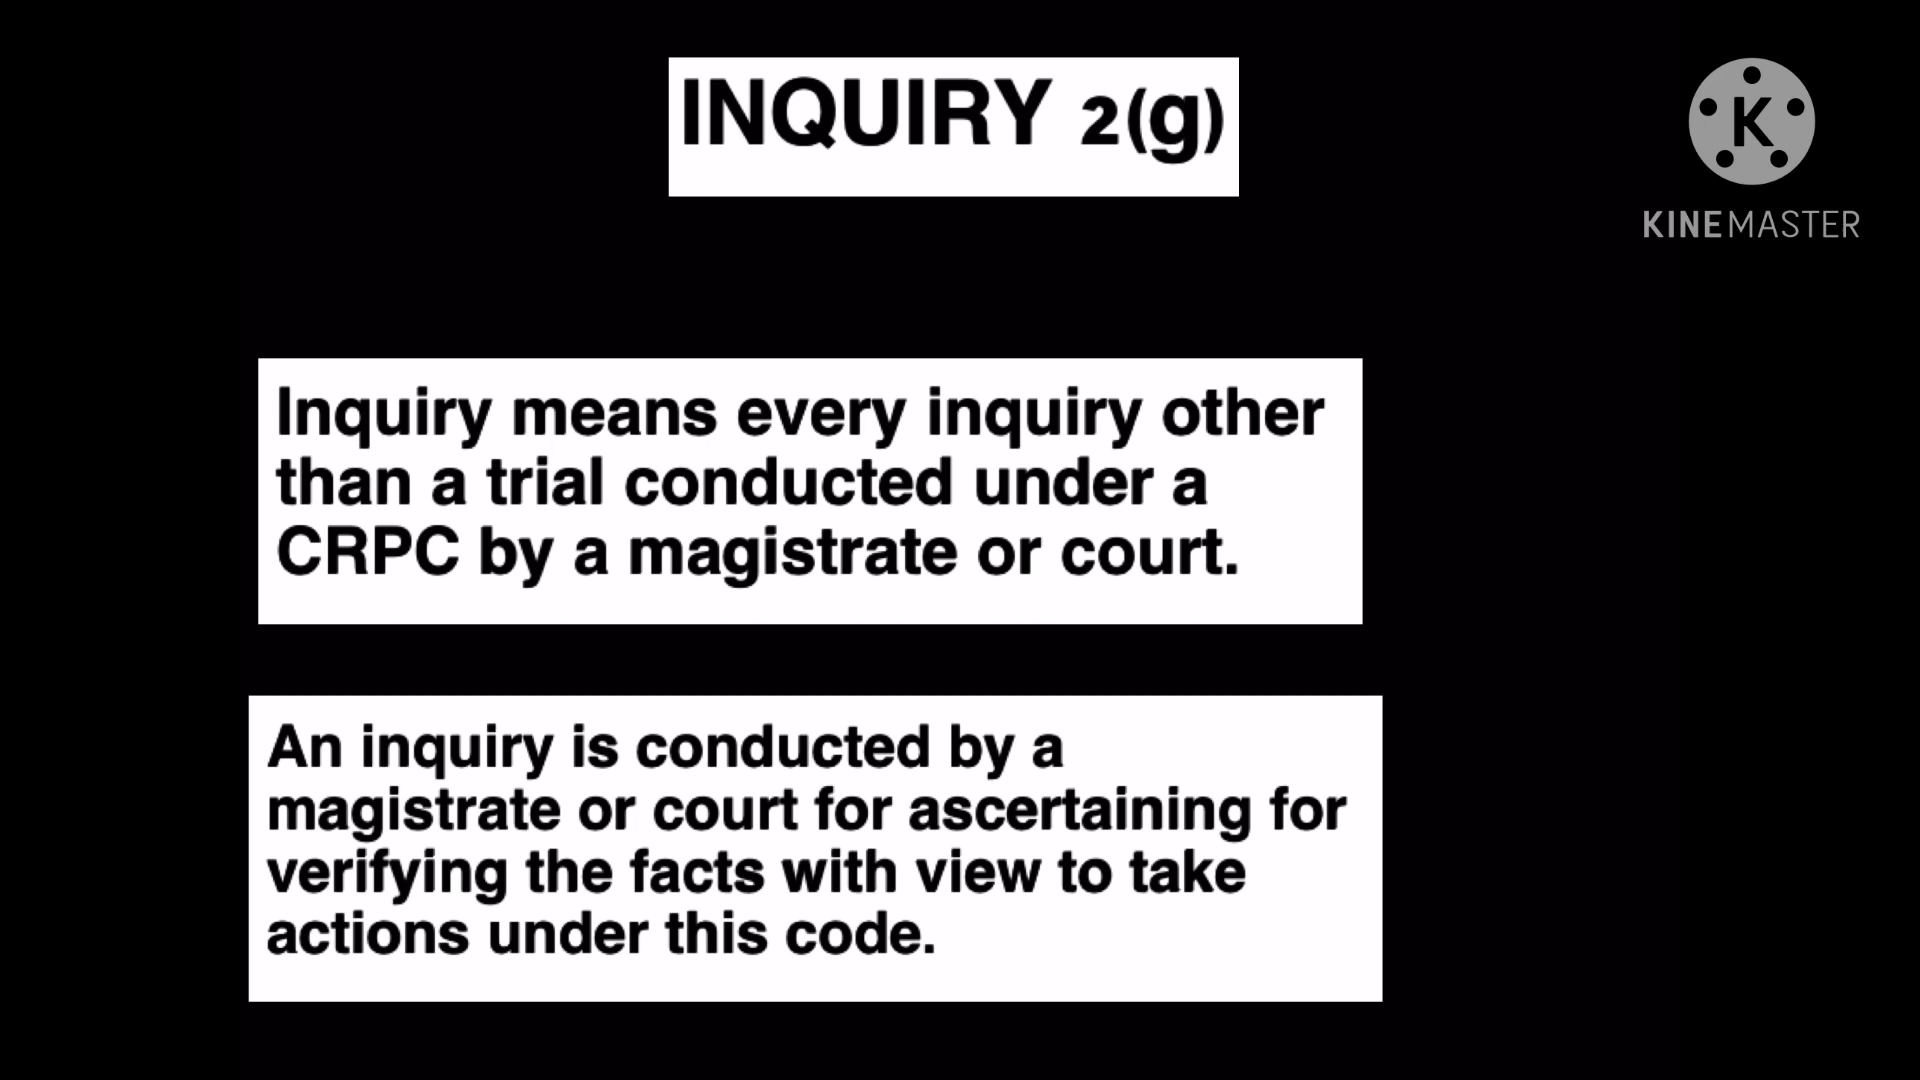 INQUIRY 2(g)
K
KINEMASTER
Inquiry means every inquiry other
than a trial conducted under a
CRPC by a magistrate or court.
An inquiry is conducted by a
magistrate or court for ascertaining for
verifying the facts with view to take
actions under this code.